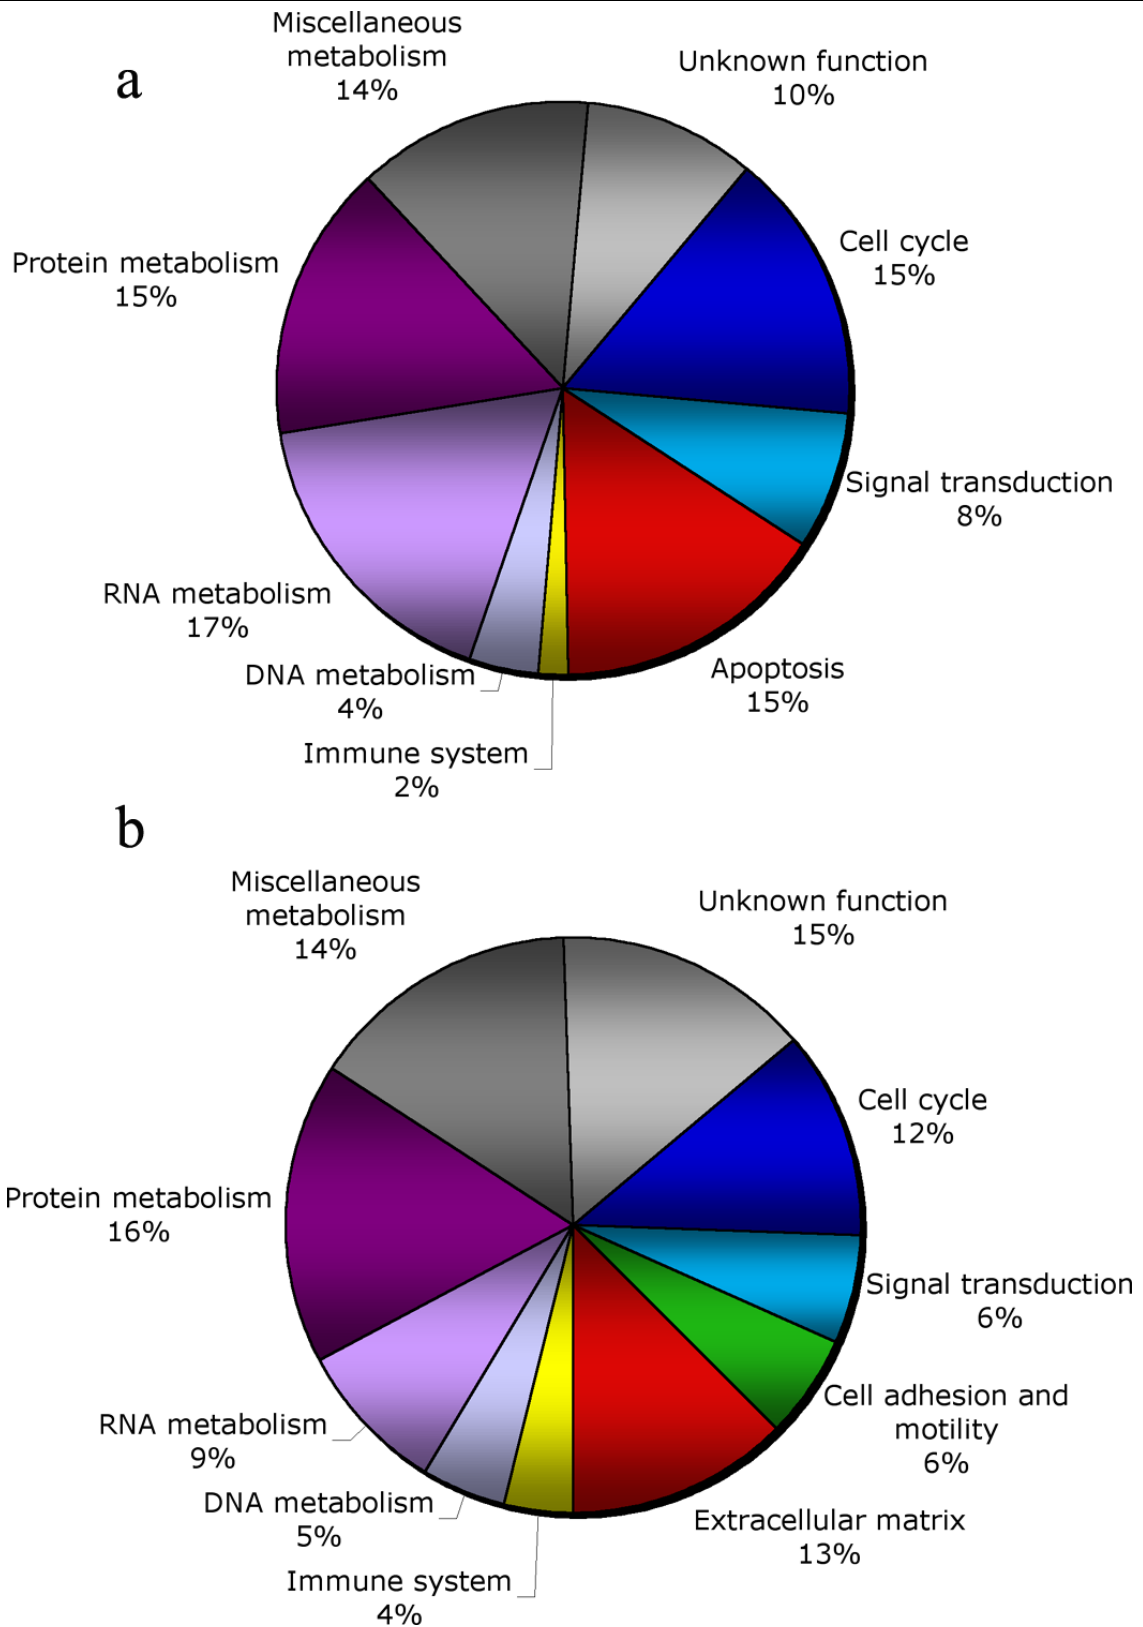 a
Miscellaneous
metabolism
14%
Unknown function
10%
Cell cycle
15%
Protein metabolism
15%
Signal transduction
8%
RNA metabolism
17%
Apoptosis
15%
DNA metabolism
4%
Immune system
2%
b
Miscellaneous
metabolism
14%
Unknown function
15%
Cell cycle
12%
Protein metabolism
16%
Signal transduction
6%
Cell adhesion and
motility
6%
RNA metabolism
9%
DNA metabolism
5%
Extracellular matrix
13%
Immune system
4%